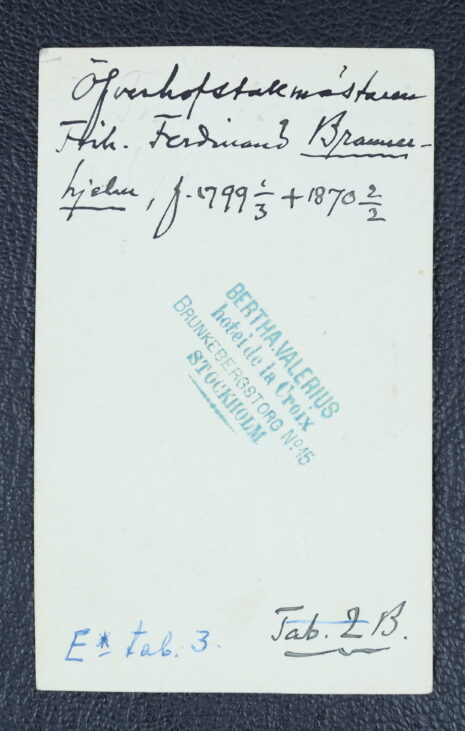 Öfverhofstallmästaren
Frih. Ferdinand Brauner-
hjelm, f. 1799 1/3 + 1870 2/2
BERTHA VALERIUS
hotel de la Croix
BRUNKEBERGSTORG No 15
STOCKHOLM
Tab. 2 B.
E* tab. 3.